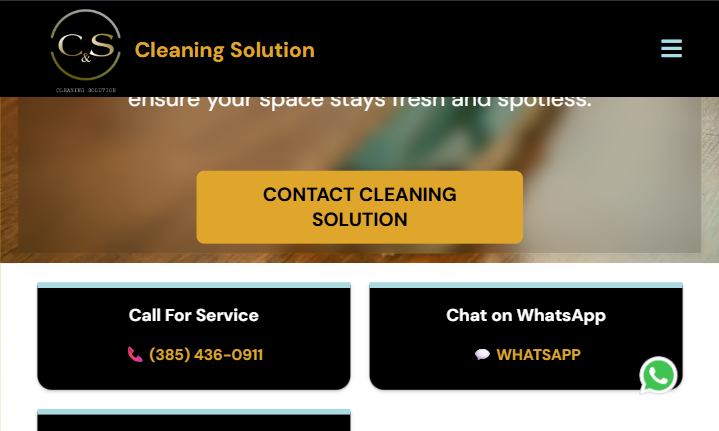 C&S
CLEANING SOLUTION
Cleaning Solution
ensure your space stays fresh and spotless.
CONTACT CLEANING
SOLUTION
Call For Service
(385) 436-0911
Chat on WhatsApp
WHATSAPP